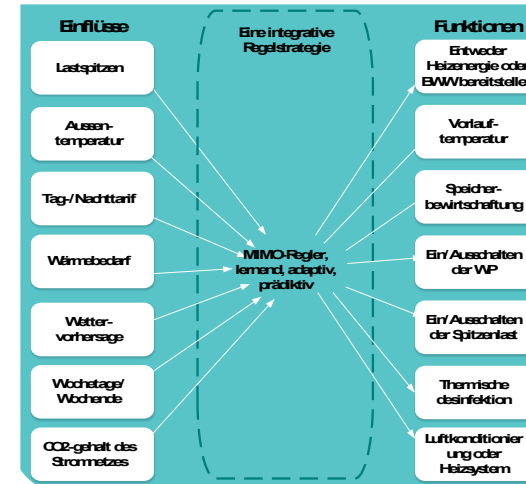 Einflüsse
Lastspitzen
Aussen-
temperatur
Tag-/Nachttarif
Wärmebedarf
Wetter-
vorhersage
Wochetage/
Wochende
CO2-gehalt des
Stromnetzes
Eine integrative
Regelstrategie
MIMO-Regler,
lernend, adaptiv,
prädiktiv
Funktionen
Entweder
Heizenergie oder
BWW bereitstelle
Vorlauf-
temperatur
Speicher-
bewirtschaftung
Ein/Ausschalten
der WP
Ein/Ausschalten
der Spitzenlast
Thermische
desinfektion
Luftkonditionier
ung oder
Heizsystem